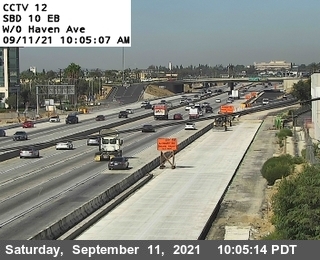 CCTV 12
SBD 10 EB
W/O Haven Ave
09/11/21 10:05:07 AM
Saturday, September 11, 2021 10:05:14 PDT